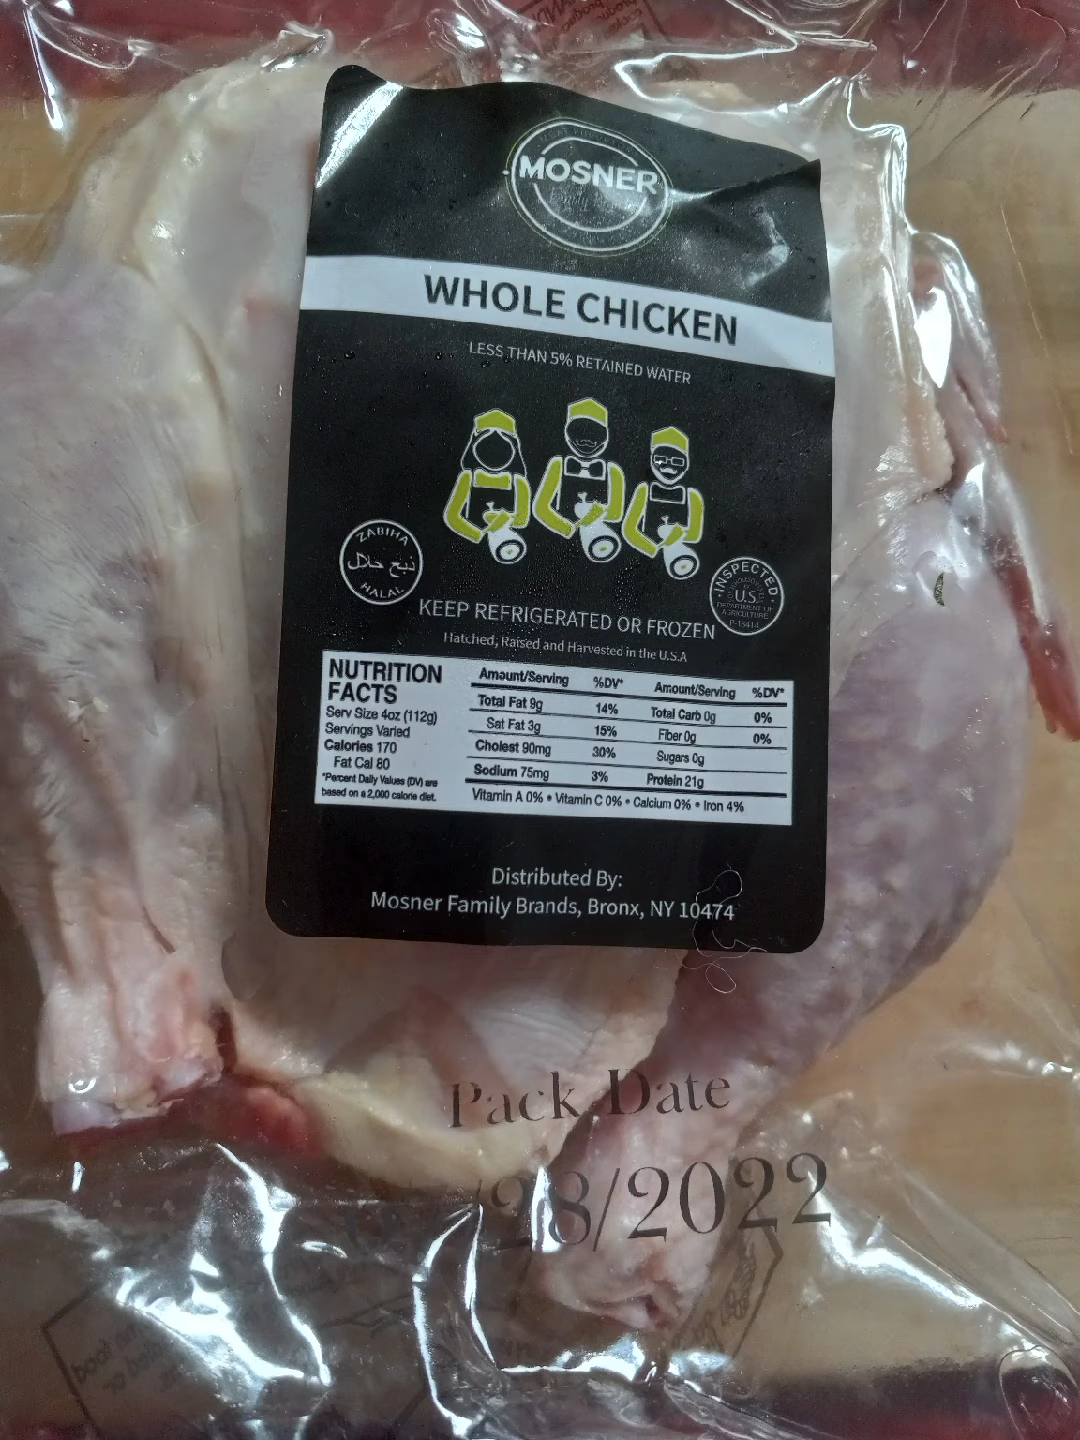 MOSNER
WHOLE CHICKEN
LESS THAN 5% RETAINED WATER
ZABIHA
ذبح حلال
HALAL
INSPECTED
U.S.
DEPARTMENT OF
AGRICULTURE
P-13414
KEEP REFRIGERATED OR FROZEN
Hatched, Raised and Harvested in the U.S.A
NUTRITION
FACTS
Serv Size 4oz (112g)
Servings Varied
Calories 170
Fat Cal 80
*Percent Daily Values (DV) are
based on a 2,000 calorie diet.
Amount/Serving %DV* Amount/Serving %DV*
Total Fat 9g 14% Total Carb 0g 0%
Sat Fat 3g 15% Fiber 0g 0%
Cholest 90mg 30% Sugars 0g
Sodium 75mg 3% Protein 21g
Vitamin A 0% • Vitamin C 0% • Calcium 0% • Iron 4%
Distributed By:
Mosner Family Brands, Bronx, NY 10474
Pack Date
/28/2022